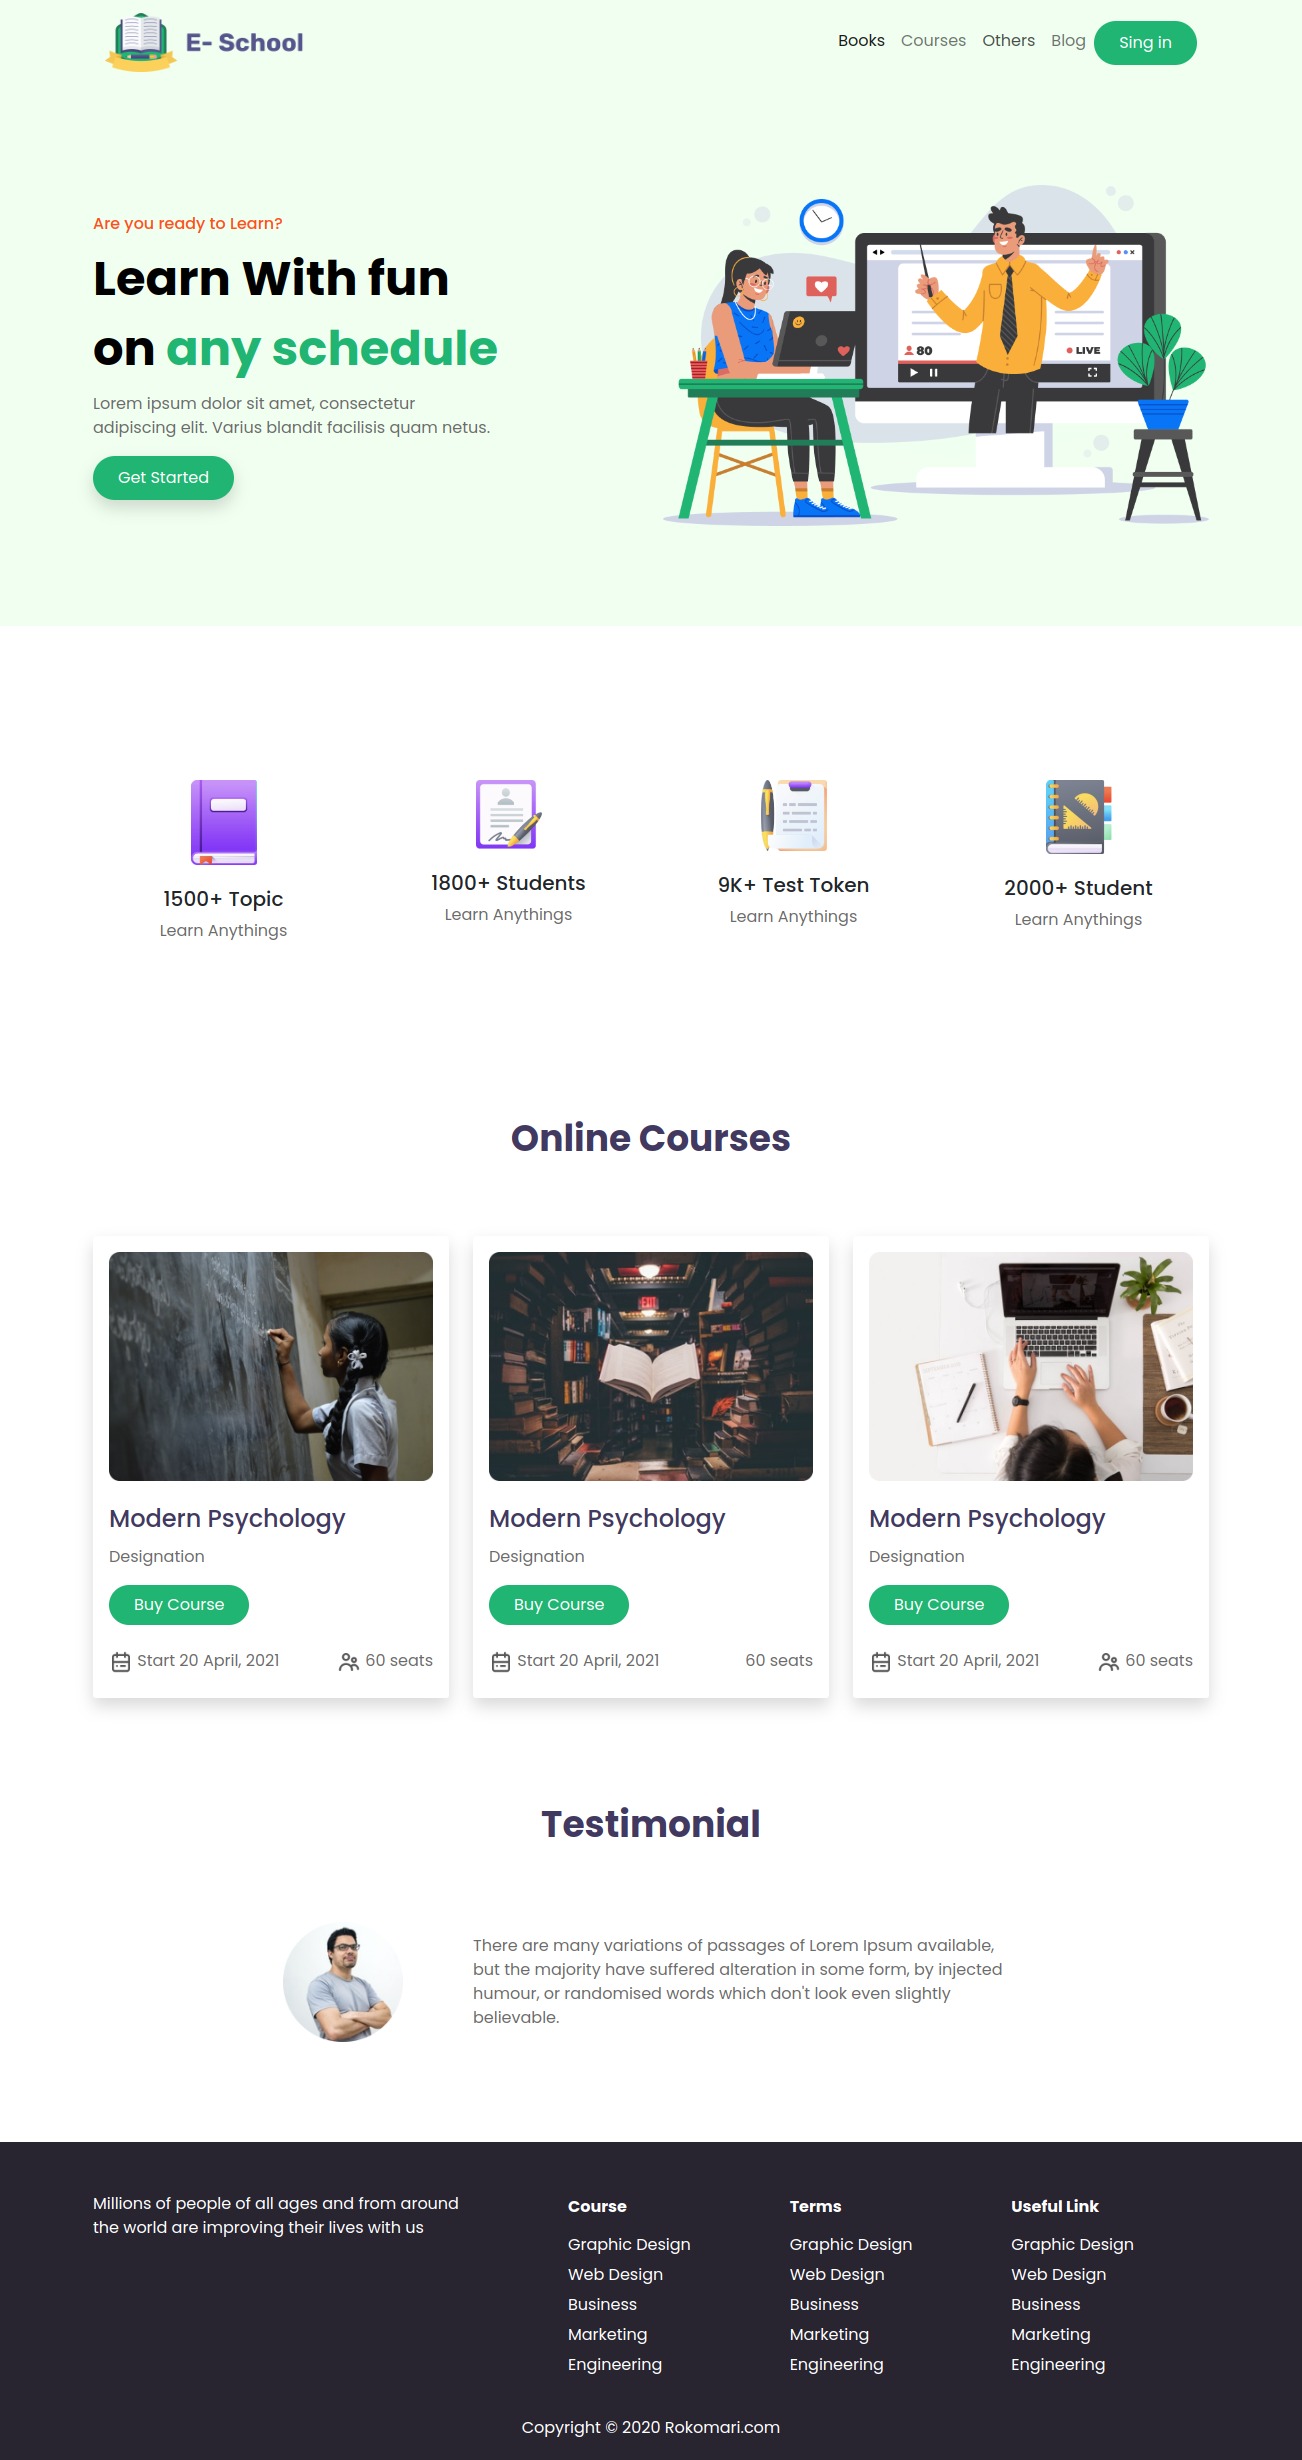 E- School
Books Courses Others Blog Sing in
Are you ready to Learn?
Learn With fun
on any schedule
Lorem ipsum dolor sit amet, consectetur
adipiscing elit. Varius blandit facilisis quam netus.
Get Started
80
LIVE
1500+ Topic
Learn Anything​s
1800+ Students
Learn Anythings
9K+ Test Token
Learn Anythings
2000+ Student
Learn Anythings
Online Courses
EXIT
Modern Psychology
Designation
Buy Course
Start 20 April, 2021 60 seats
Modern Psychology
Designation
Buy Course
Start 20 April, 2021 60 seats
Modern Psychology
Designation
Buy Course
Start 20 April, 2021 60 seats
Testimonial
There are many variations of passages of Lorem Ipsum available,
but the majority have suffered alteration in some form, by injected
humour, or randomised words which don't look even slightly
believable.
Millions of people of all ages and from around
the world are improving their lives with us
Course
Graphic Design
Web Design
Business
Marketing
Engineering
Terms
Graphic Design
Web Design
Business
Marketing
Engineering
Useful Link
Graphic Design
Web Design
Business
Marketing
Engineering
Copyright © 2020 Rokomari.com